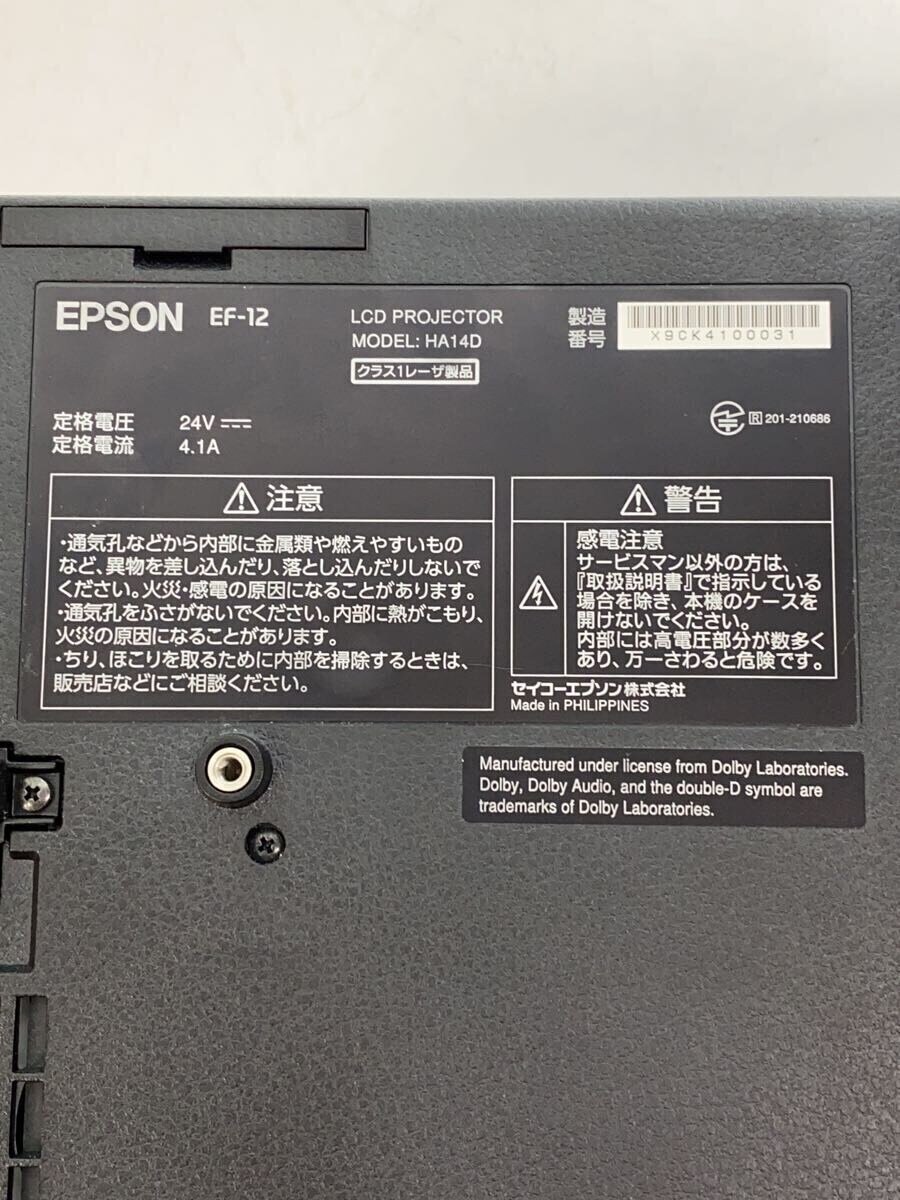 EPSON EF-12
LCD PROJECTOR
MODEL: HA14D
クラス1レーザ製品
製造
番号
X9CK4100031
定格電圧 24V
定格電流 4.1A
R 201-210686
注意
・通気孔などから内部に金属類や燃えやすいもの
など、異物を差し込んだり、落とし込んだりしないで
ください。火災・感電の原因になることがあります。
・通気孔をふさがないでください。内部に熱がこもり、
火災の原因になることがあります。
・ちり、ほこりを取るために内部を掃除するときは、
販売店などにご相談ください。
警告
感電注意
サービスマン以外の方は、
『取扱説明書』で指示している
場合を除き、本機のケースを
開けないでください。
内部には高電圧部分が数多く
あり、万一さわると危険です。
セイコーエプソン株式会社
Made in PHILIPPINES
Manufactured under license from Dolby Laboratories.
Dolby, Dolby Audio, and the double-D symbol are
trademarks of Dolby Laboratories.